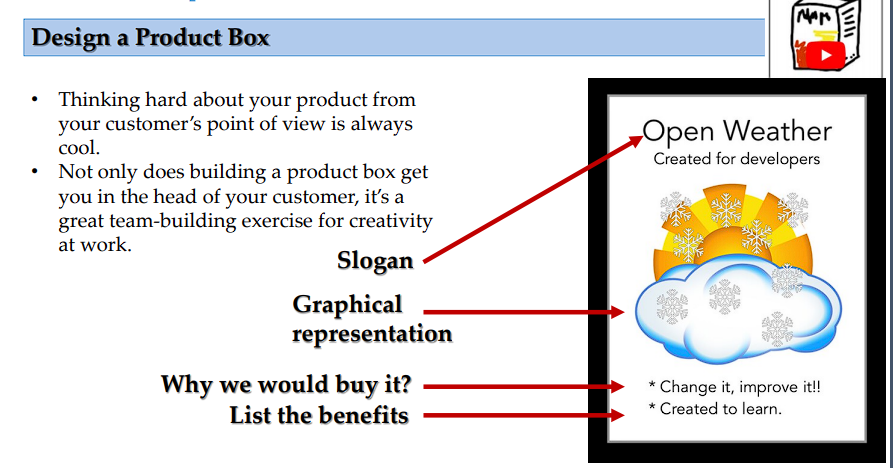 Design a Product Box
• Thinking hard about your product from
your customer's point of view is always
cool.
• Not only does building a product box get
you in the head of your customer, it's a
great team-building exercise for creativity
at work.
Slogan
Graphical
representation
Why we would buy it?
List the benefits
Open Weather
Created for developers
* Change it, improve it!!
* Created to learn.